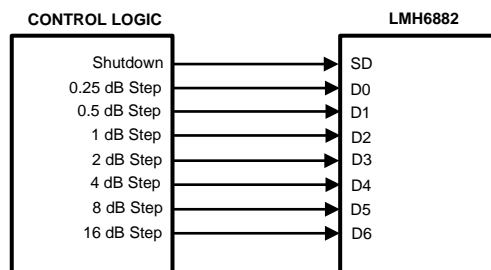 CONTROL LOGIC
LMH6882
Shutdown
SD
0.25 dB Step
D0
0.5 dB Step
D1
1 dB Step
D2
2 dB Step
D3
4 dB Step
D4
8 dB Step
D5
16 dB Step
D6